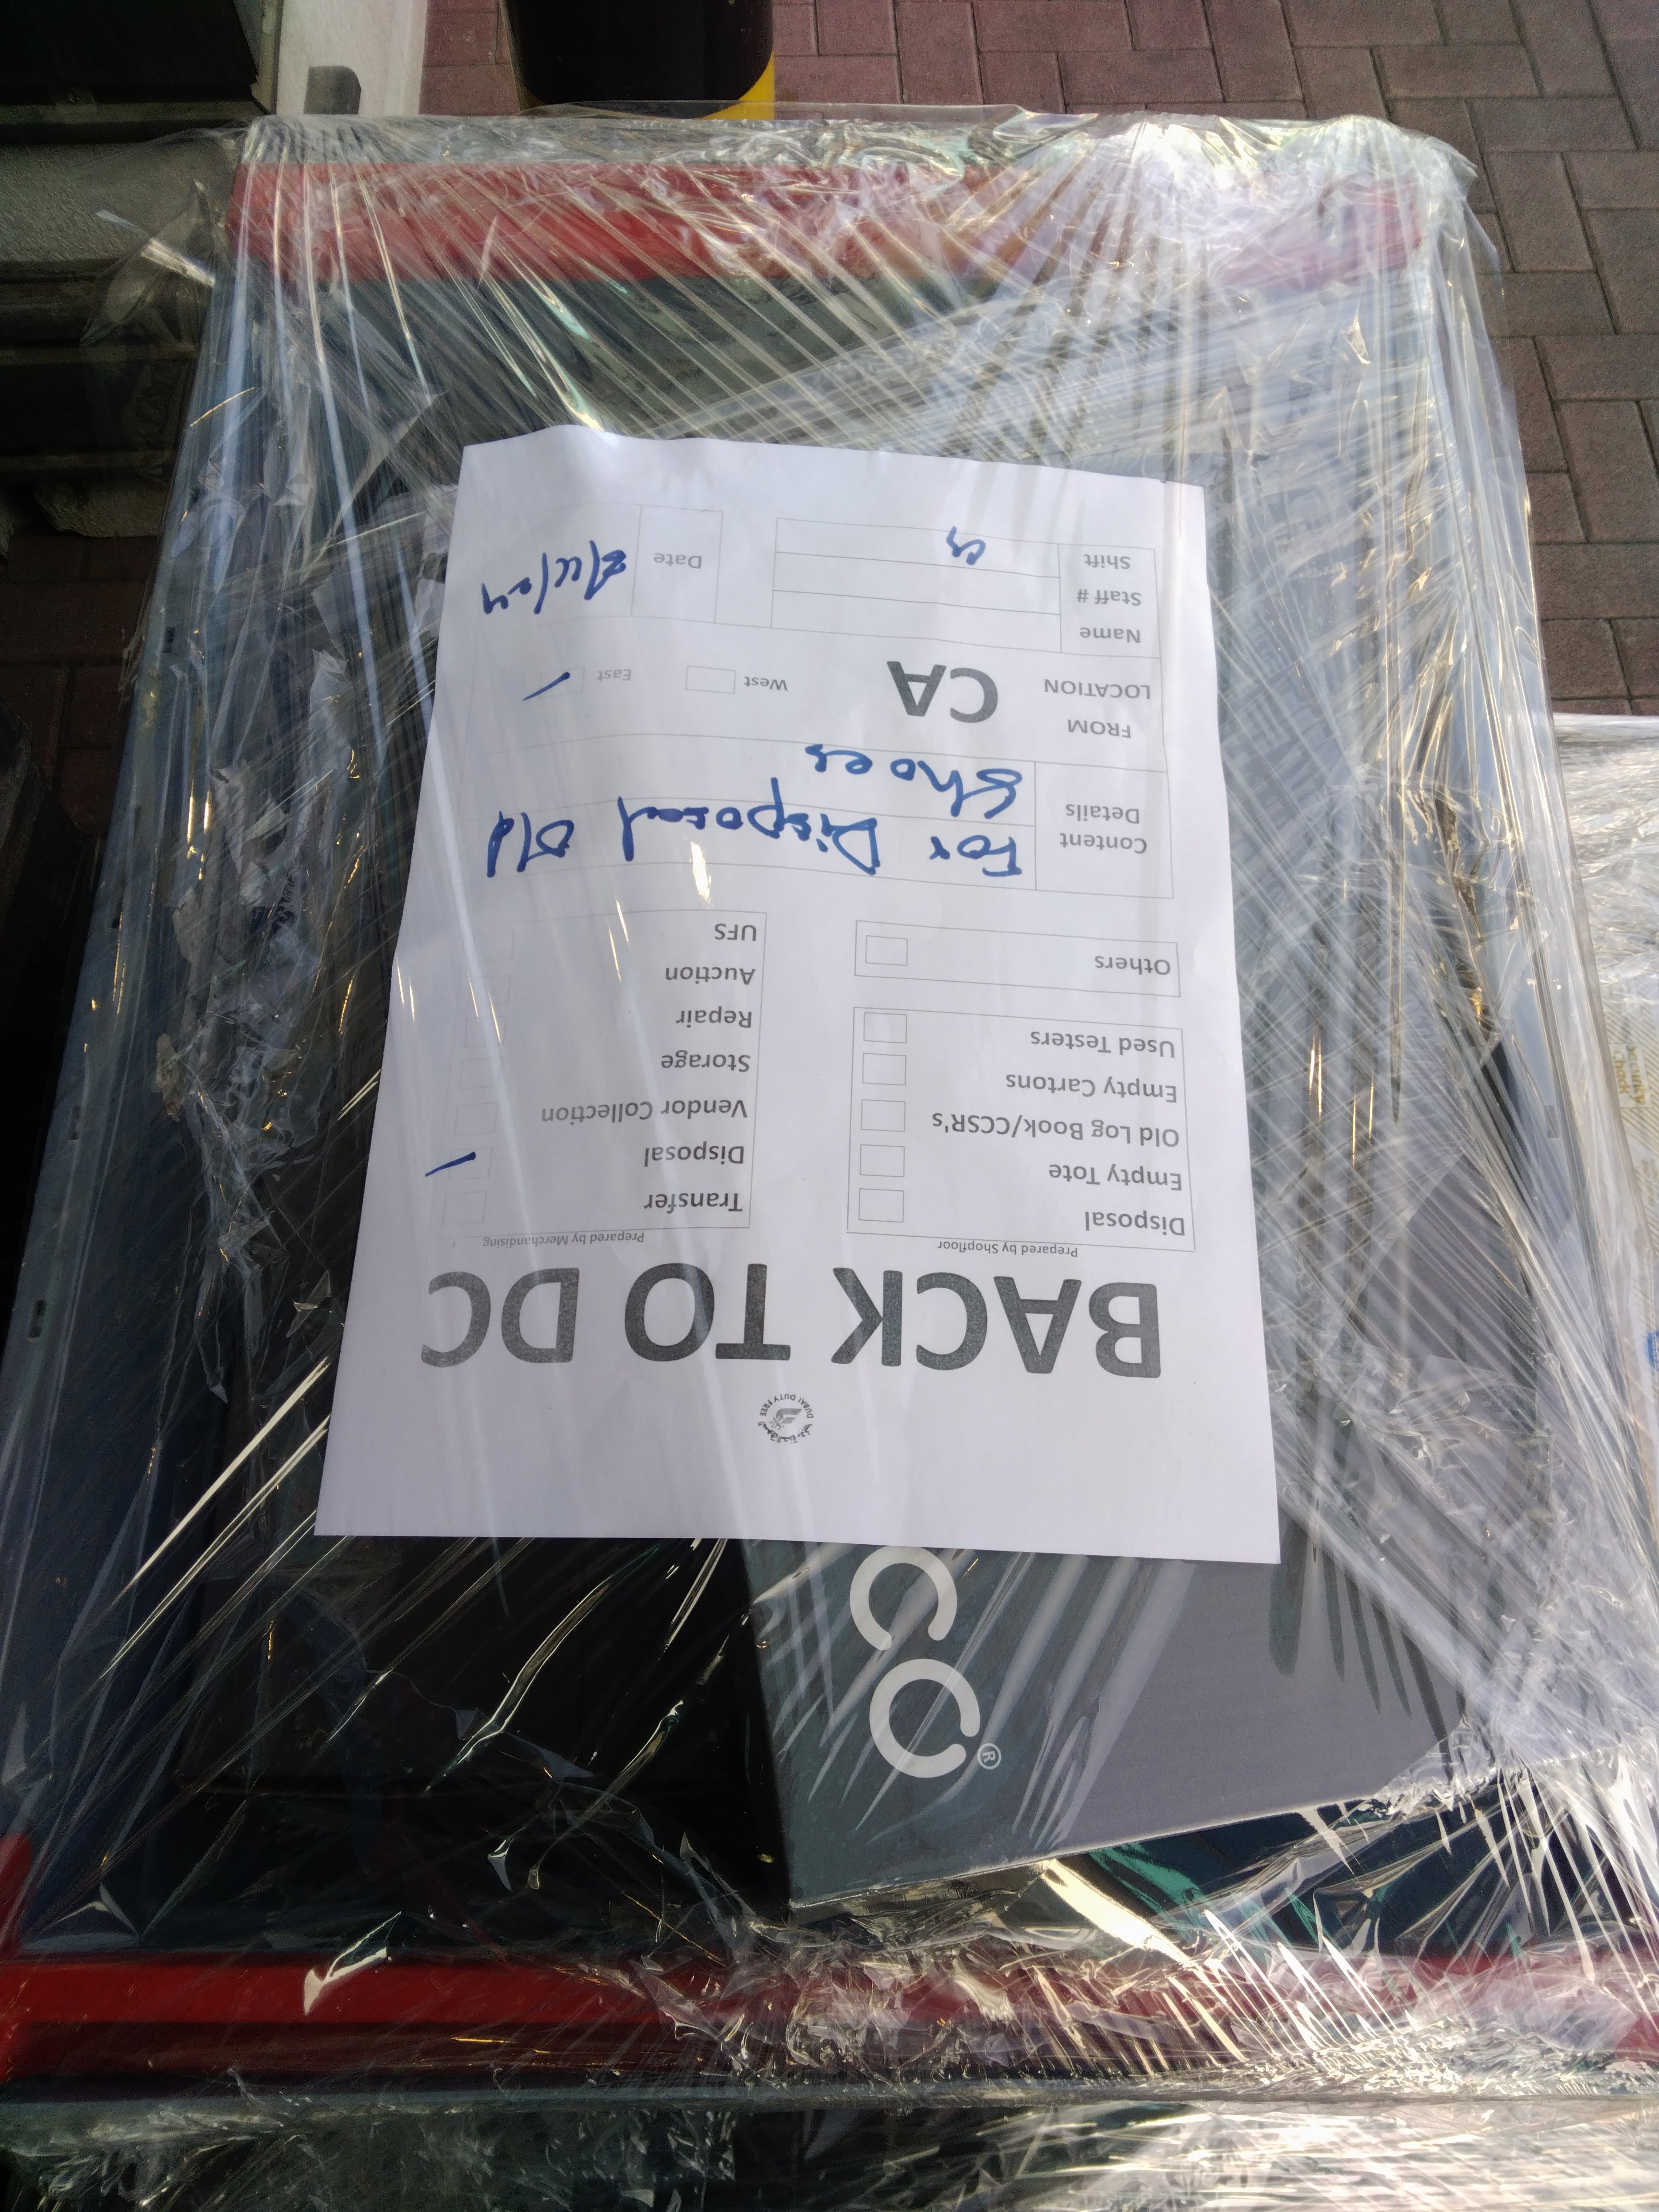 DUBAI DUTY FREE
BACK TO DC
Prepared by Shopfloor
Disposal
Empty Tote
Old Log Book/CCSR's
Empty Cartons
Used Testers
Others
Prepared by Merchandising
Transfer
Disposal
Vendor Collection
Storage
Repair
Auction
UFS
Content Details
For Disposal Old
Shoes
FROM LOCATION
CA
West
East
Name
Staff #
Shift
Date
CC®